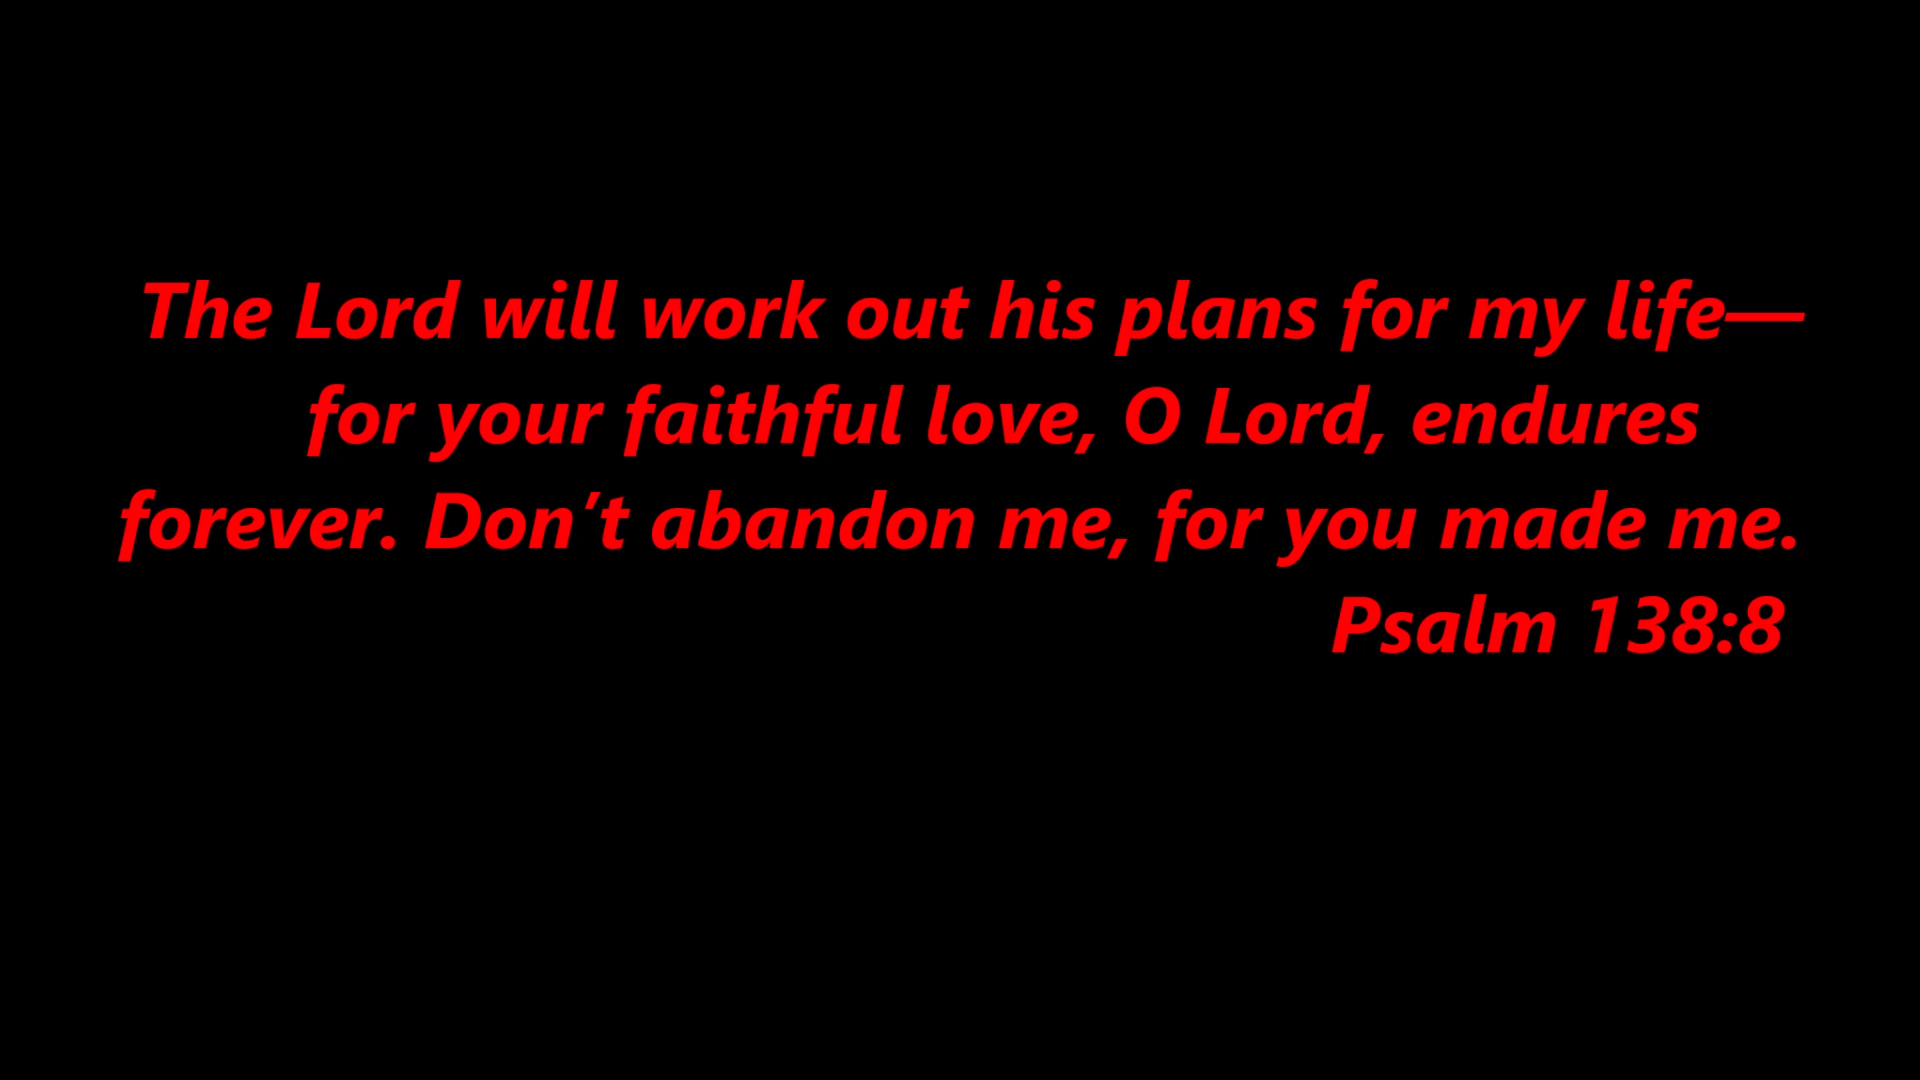 The Lord will work out his plans for my life—
for your faithful love, O Lord, endures
forever. Don’t abandon me, for you made me.
Psalm 138:8